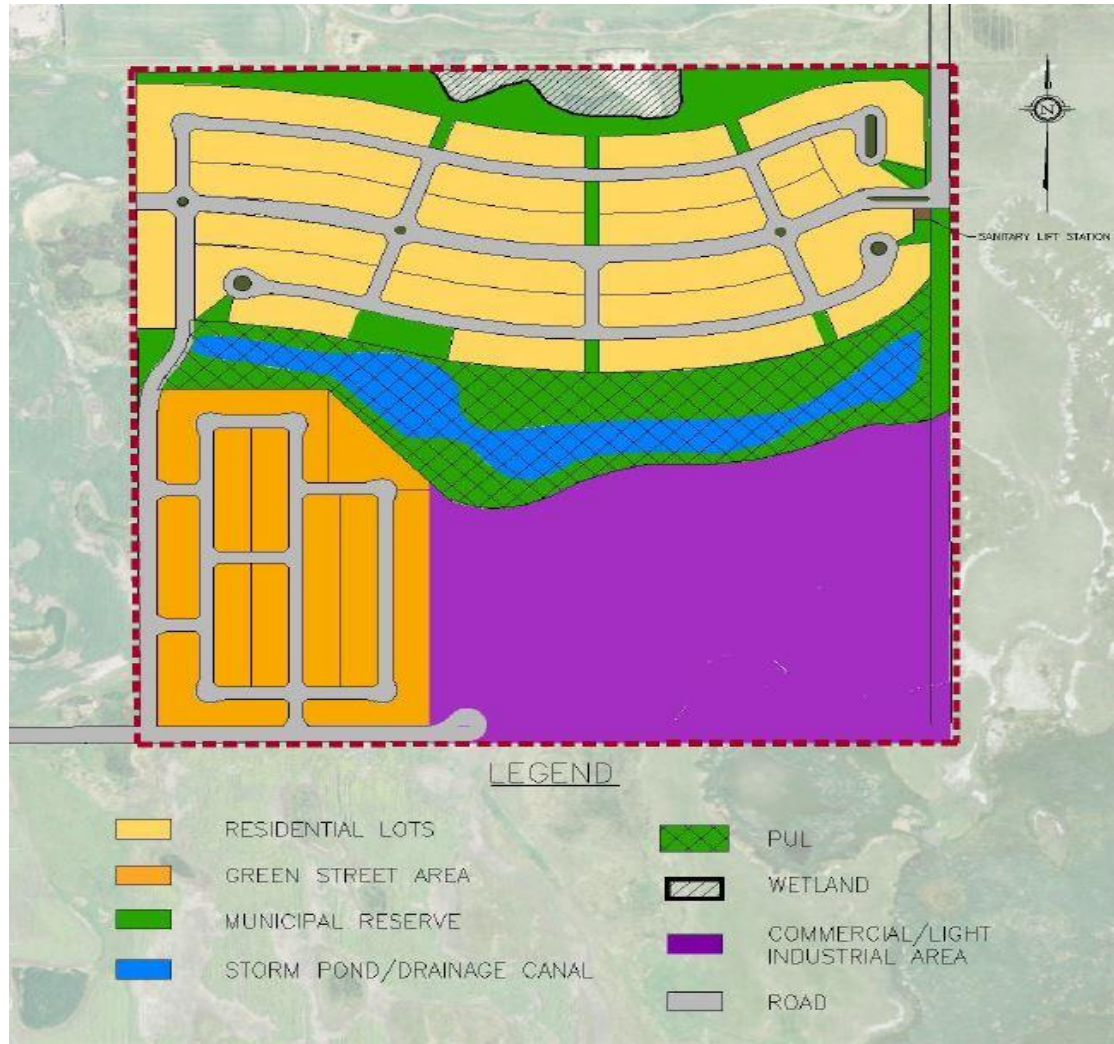 N
SANITARY LIFT STATION
LEGEND
RESIDENTIAL LOTS
GREEN STREET AREA
MUNICIPAL RESERVE
STORM POND/DRAINAGE CANAL
PUL
WETLAND
COMMERCIAL/LIGHT
INDUSTRIAL AREA
ROAD